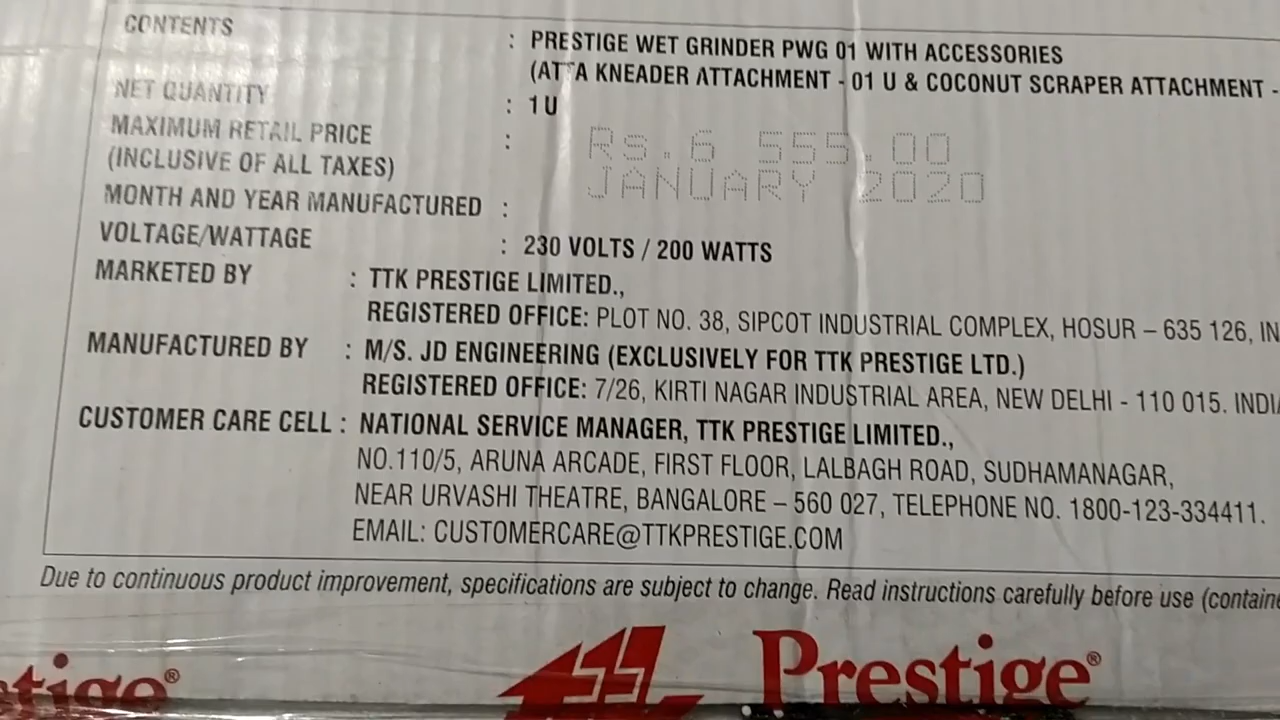 CONTENTS : PRESTIGE WET GRINDER PWG 01 WITH ACCESSORIES
(ATTA KNEADER ATTACHMENT - 01 U & COCONUT SCRAPER ATTACHMENT -
NET QUANTITY : 1 U
MAXIMUM RETAIL PRICE : Rs.6 555.00
(INCLUSIVE OF ALL TAXES)
MONTH AND YEAR MANUFACTURED : JANUARY 2020
VOLTAGE/WATTAGE : 230 VOLTS / 200 WATTS
MARKETED BY : TTK PRESTIGE LIMITED.,
REGISTERED OFFICE: PLOT NO. 38, SIPCOT INDUSTRIAL COMPLEX, HOSUR – 635 126, IN
MANUFACTURED BY : M/S. JD ENGINEERING (EXCLUSIVELY FOR TTK PRESTIGE LTD.)
REGISTERED OFFICE: 7/26, KIRTI NAGAR INDUSTRIAL AREA, NEW DELHI - 110 015. INDIA
CUSTOMER CARE CELL : NATIONAL SERVICE MANAGER, TTK PRESTIGE LIMITED.,
NO.110/5, ARUNA ARCADE, FIRST FLOOR, LALBAGH ROAD, SUDHAMANAGAR,
NEAR URVASHI THEATRE, BANGALORE – 560 027, TELEPHONE NO. 1800-123-334411.
EMAIL: CUSTOMERCARE@TTKPRESTIGE.COM
Due to continuous product improvement, specifications are subject to change. Read instructions carefully before use (containe
stige® Prestige®